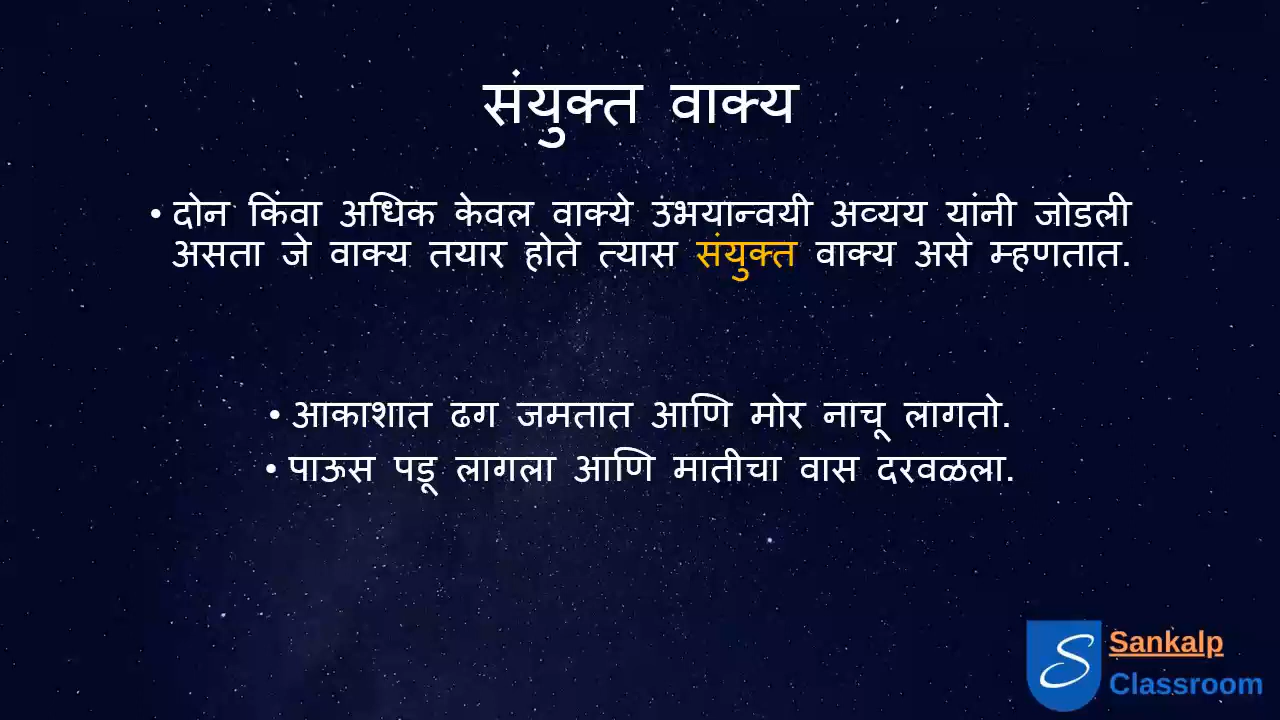 संयुक्त वाक्य
• दोन किंवा अधिक केवल वाक्ये उभयान्वयी अव्यय यांनी जोडली
असता जे वाक्य तयार होते त्यास संयुक्त वाक्य असे म्हणतात.
• आकाशात ढग जमतात आणि मोर नाचू लागतो.
• पाऊस पडू लागला आणि मातीचा वास दरवळला.
S
Sankalp
Classroom